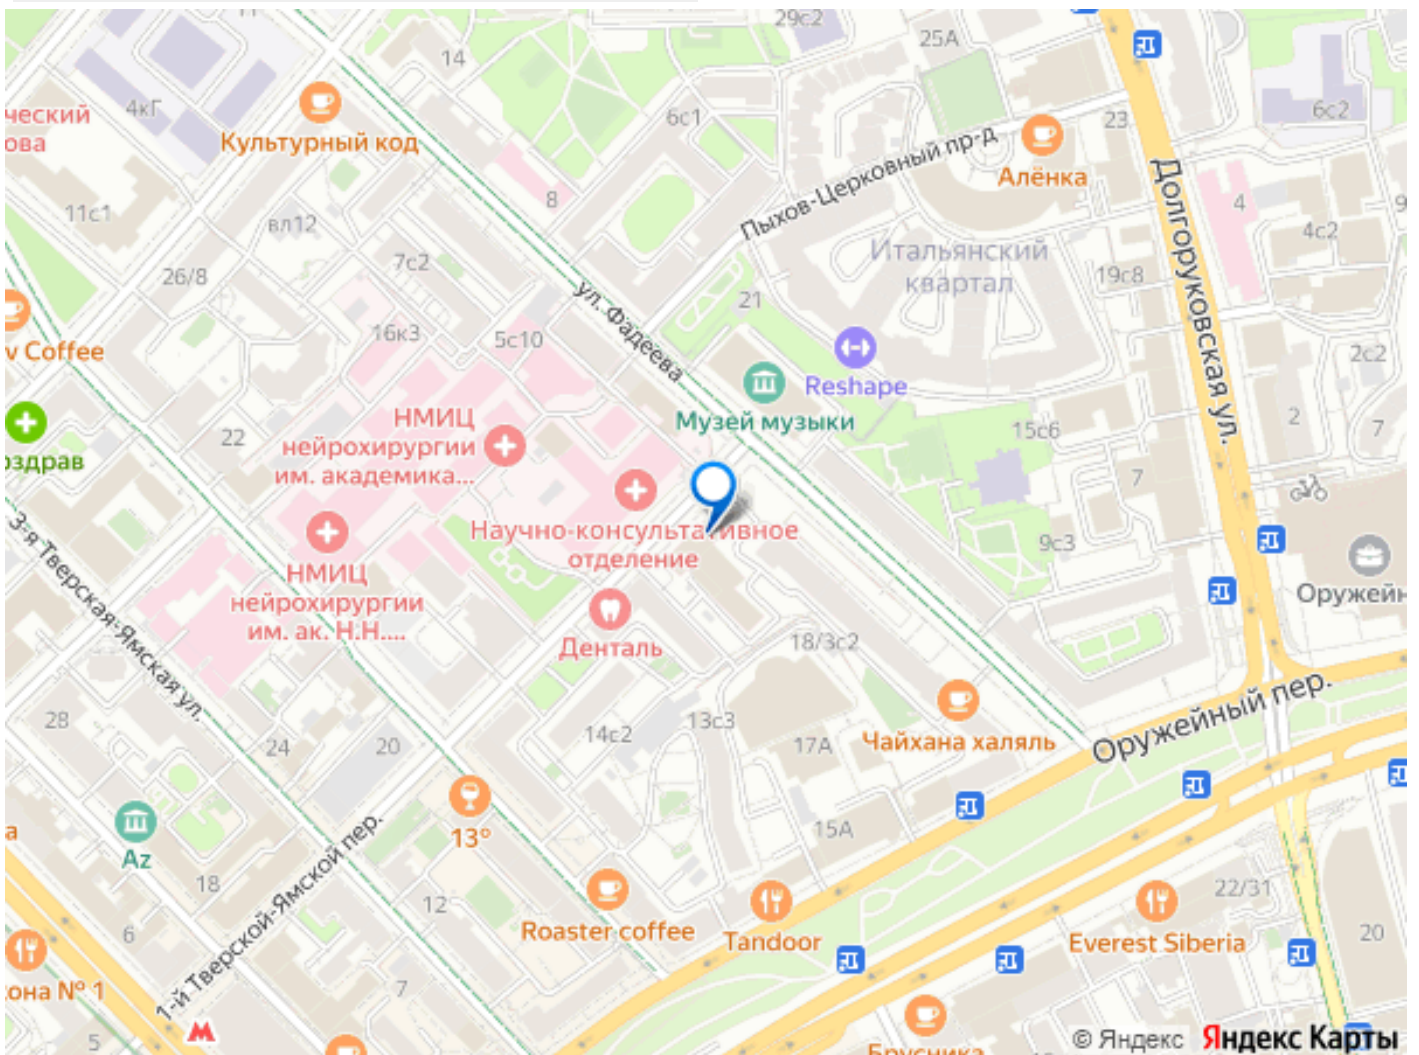 29с2
25А
14
11
4кГ
ческий
ова
Культурный код
6с1
23
6с2
Алёнка
Пыхов-Церковный пр-д
Долгоруковская ул.
8
4
9
11с1
вл12
4с2
7с2
26/8
Итальянский
квартал
19с8
21
ул. Фадеева
16к3
5с10
v Coffee
2с2
Reshape
Музей музыки
НМИЦ
нейрохирургии
им. академика...
22
15с6
2
7
оздрав
7
3-я Тверская-Ямская ул.
Научно-консультативное
отделение
9с3
НМИЦ
нейрохирургии
им. ак. Н.Н....
Оружейн
Денталь
18/3с2
Оружейный пер.
28
24
20
14с2
13с3
17А
Чайхана халяль
13°
15А
а
Az
18
1-й Тверской-Ямской пер.
12
22/31
6
Roaster coffee
Tandoor
Everest Siberia
20
она № 1
7
5
Брусника
© Яндекс Яндекс Карты